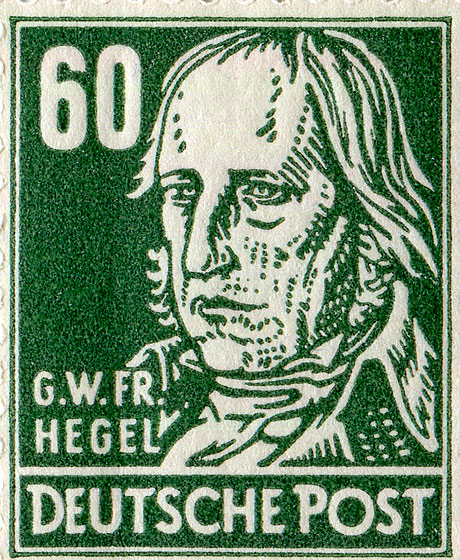 60
G.W.FR.
HEGEL
DEUTSCHE POST